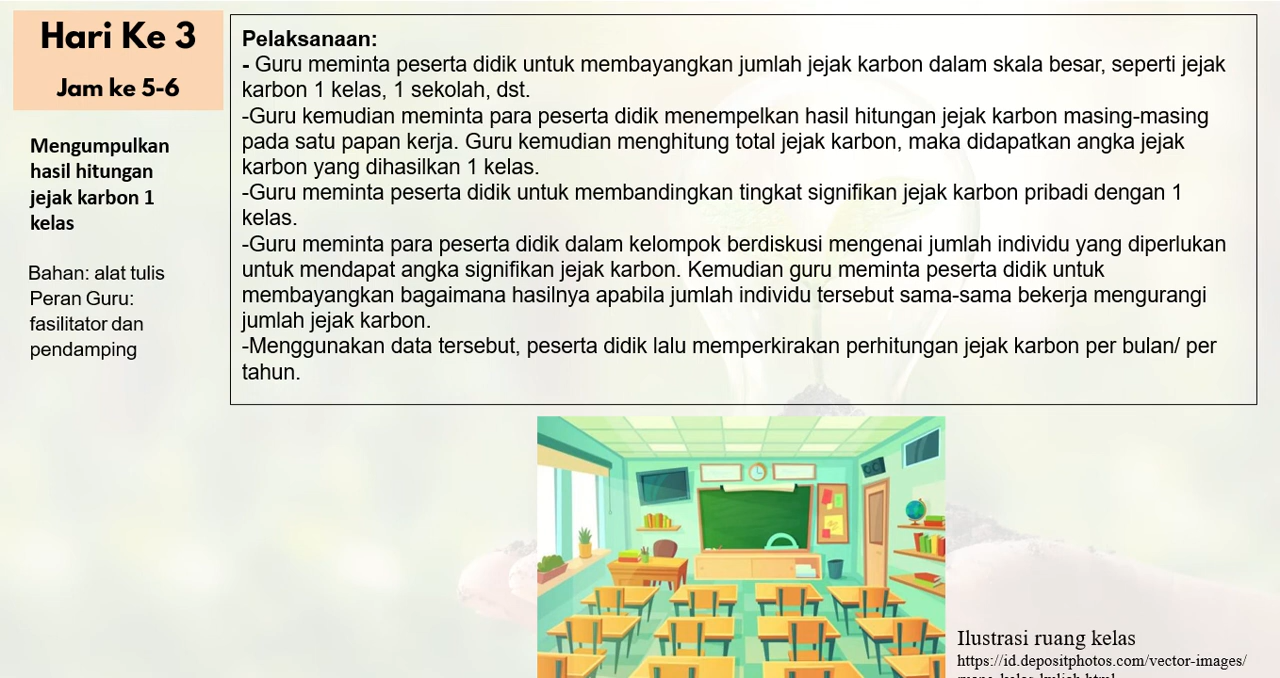 Hari Ke 3
Jam ke 5-6
Mengumpulkan
hasil hitungan
jejak karbon 1
kelas
Bahan: alat tulis
Peran Guru:
fasilitator dan
pendamping
Pelaksanaan:
- Guru meminta peserta didik untuk membayangkan jumlah jejak karbon dalam skala besar, seperti jejak
karbon 1 kelas, 1 sekolah, dst.
-Guru kemudian meminta para peserta didik menempelkan hasil hitungan jejak karbon masing-masing
pada satu papan kerja. Guru kemudian menghitung total jejak karbon, maka didapatkan angka jejak
karbon yang dihasilkan 1 kelas.
-Guru meminta peserta didik untuk membandingkan tingkat signifikan jejak karbon pribadi dengan 1
kelas.
-Guru meminta para peserta didik dalam kelompok berdiskusi mengenai jumlah individu yang diperlukan
untuk mendapat angka signifikan jejak karbon. Kemudian guru meminta peserta didik untuk
membayangkan bagaimana hasilnya apabila jumlah individu tersebut sama-sama bekerja mengurangi
jumlah jejak karbon.
-Menggunakan data tersebut, peserta didik lalu memperkirakan perhitungan jejak karbon per bulan/ per
tahun.
Ilustrasi ruang kelas
https://id.depositphotos.com/vector-images/